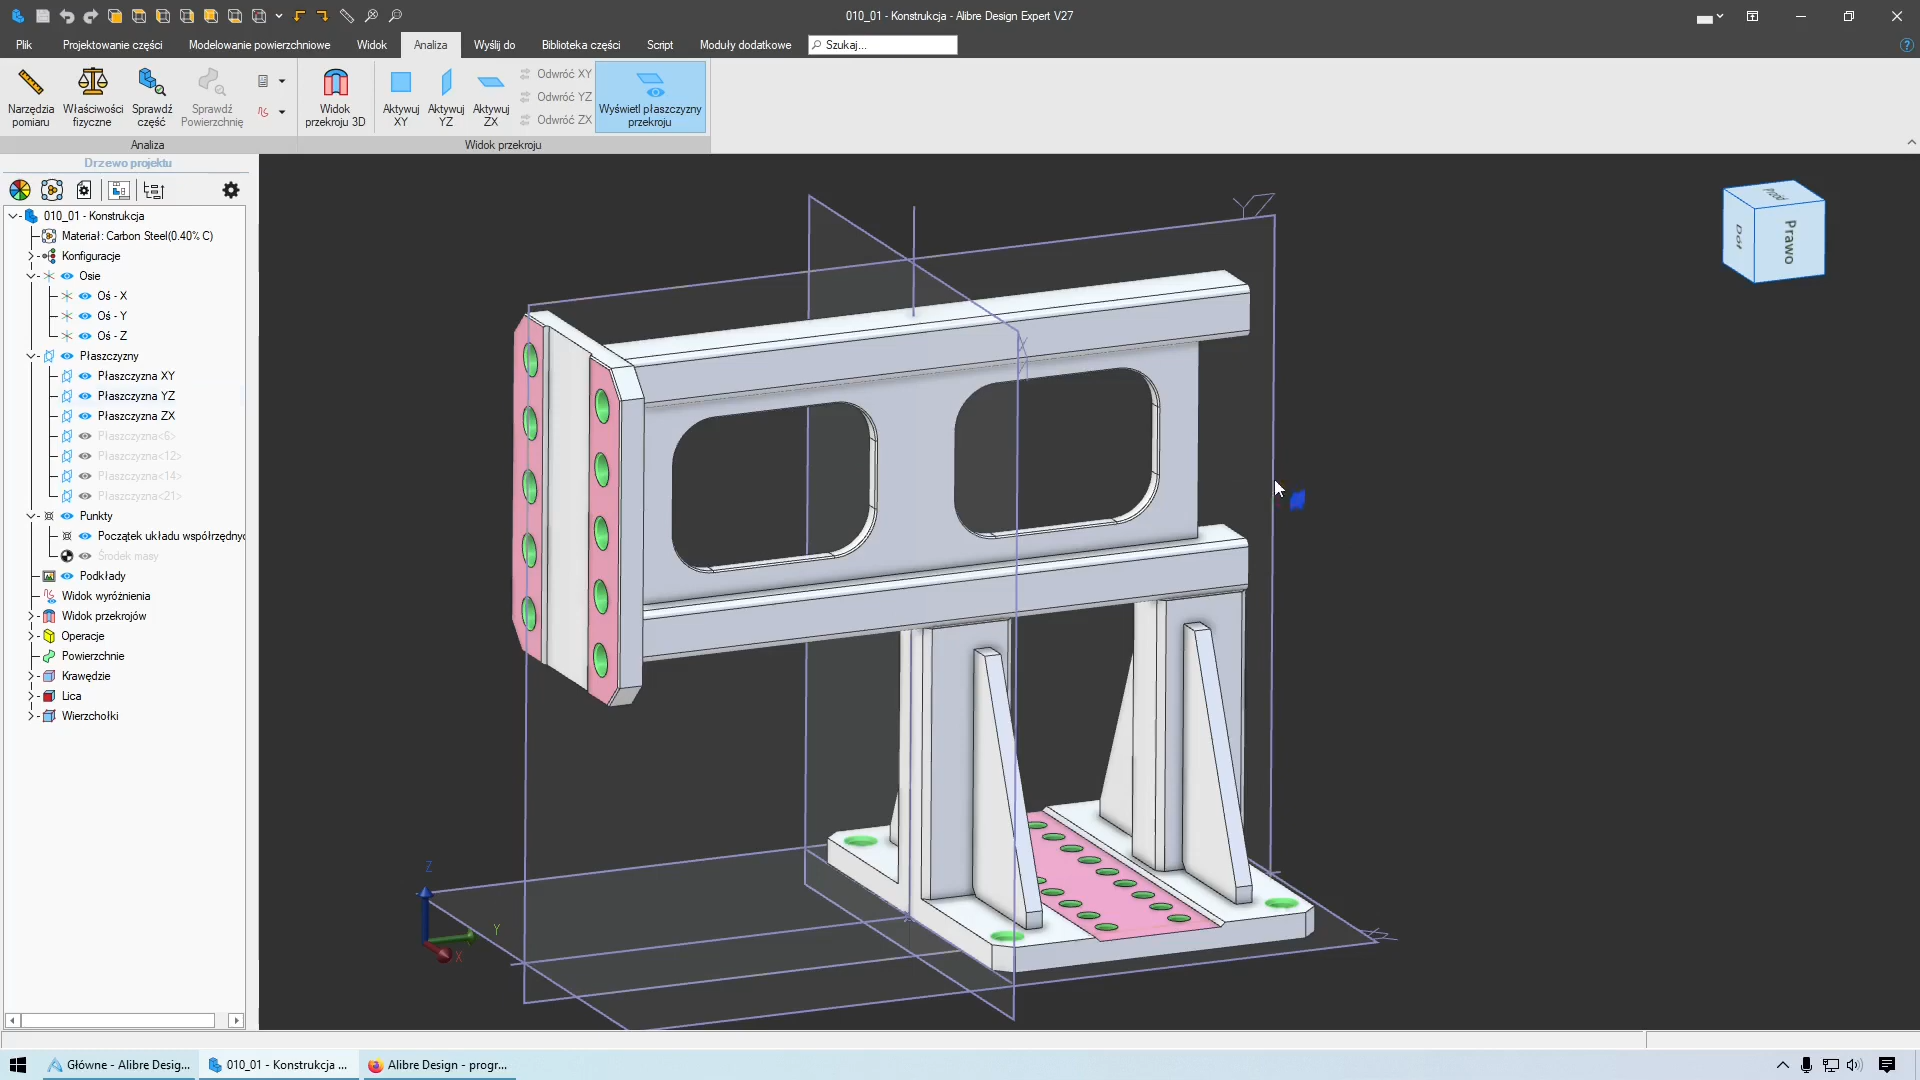 010_01 - Konstrukcja - Alibre Design Expert V27
Plik
Projektowanie części
Modelowanie powierzchniowe
Widok
Analiza
Wyślij do
Biblioteka części
Script
Moduły dodatkowe
Szukaj...
Narzędzia pomiaru
Właściwości fizyczne
Sprawdź część
Sprawdź Powierzchnię
Widok przekroju 3D
Aktywuj XY
Aktywuj YZ
Aktywuj ZX
Odwróć XY
Odwróć YZ
Odwróć ZX
Wyświetl płaszczyzny przekroju
Analiza
Widok przekroju
Drzewo projektu
010_01 - Konstrukcja
Materiał: Carbon Steel(0.40% C)
Konfiguracje
Osie
Oś - X
Oś - Y
Oś - Z
Płaszczyzny
Płaszczyzna XY
Płaszczyzna YZ
Płaszczyzna ZX
Płaszczyzna<6>
Płaszczyzna<12>
Płaszczyzna<14>
Płaszczyzna<21>
Punkty
Początek układu współrzędnyc
Środek masy
Podkłady
Widok wyróżnienia
Widok przekrojów
Operacje
Powierzchnie
Krawędzie
Lica
Wierzchołki
Przód
Dół
Prawo
Z
Y
X
Główne - Alibre Desig...
010_01 - Konstrukcja ...
Alibre Design - progr...